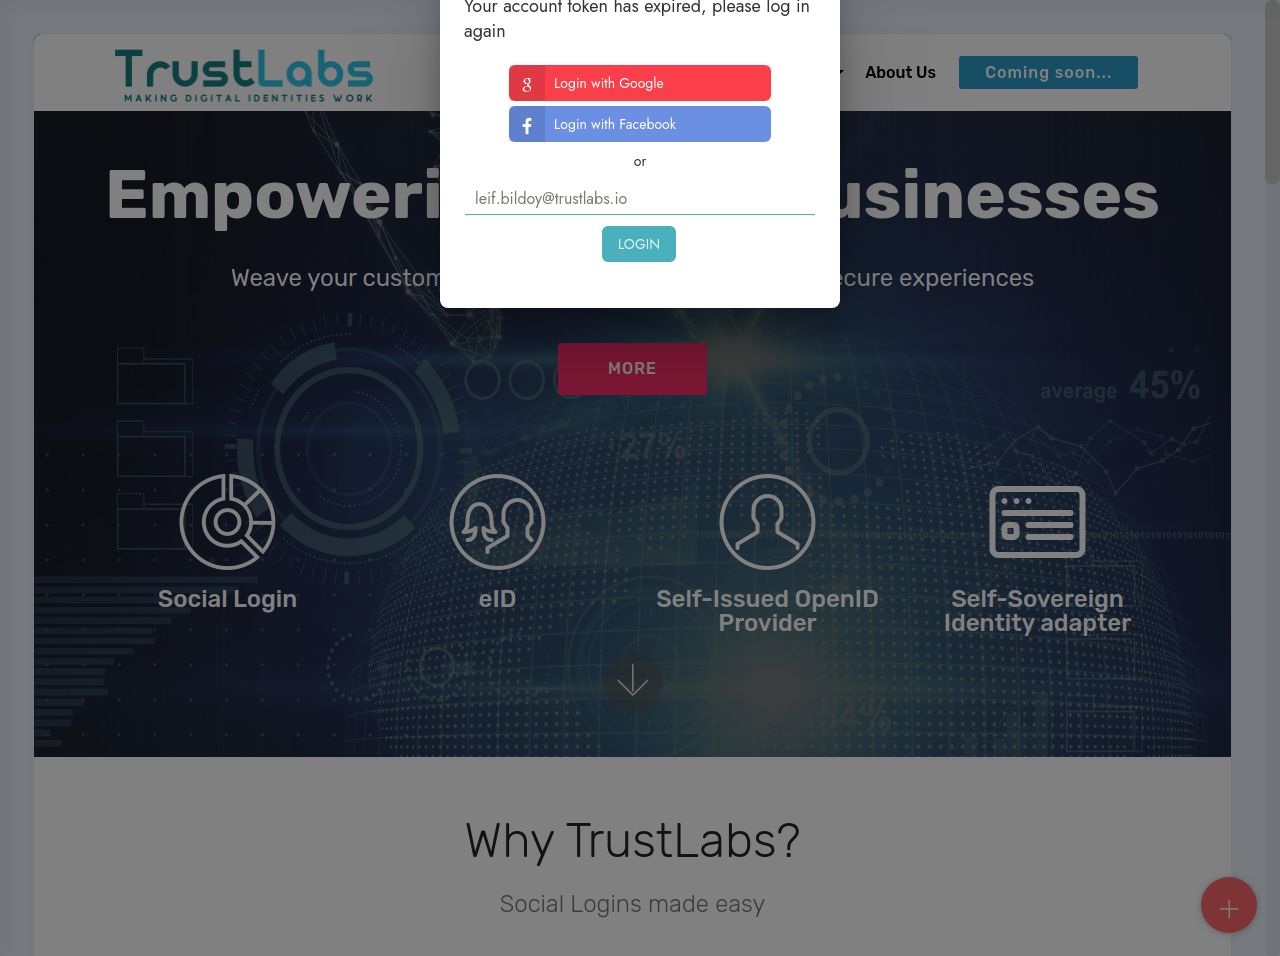 Your account token has expired, please log in
again
TrustLabs
MAKING DIGITAL IDENTITIES WORK
About Us
Coming soon...
Login with Google
Login with Facebook
or
leif.bildoy@trustlabs.io
LOGIN
Empoweri
usinesses
Weave your custom
ecure experiences
MORE
average 45%
27%
Social Login
eID
Self-Issued OpenID
Provider
Self-Sovereign
Identity adapter
Why TrustLabs?
Social Logins made easy